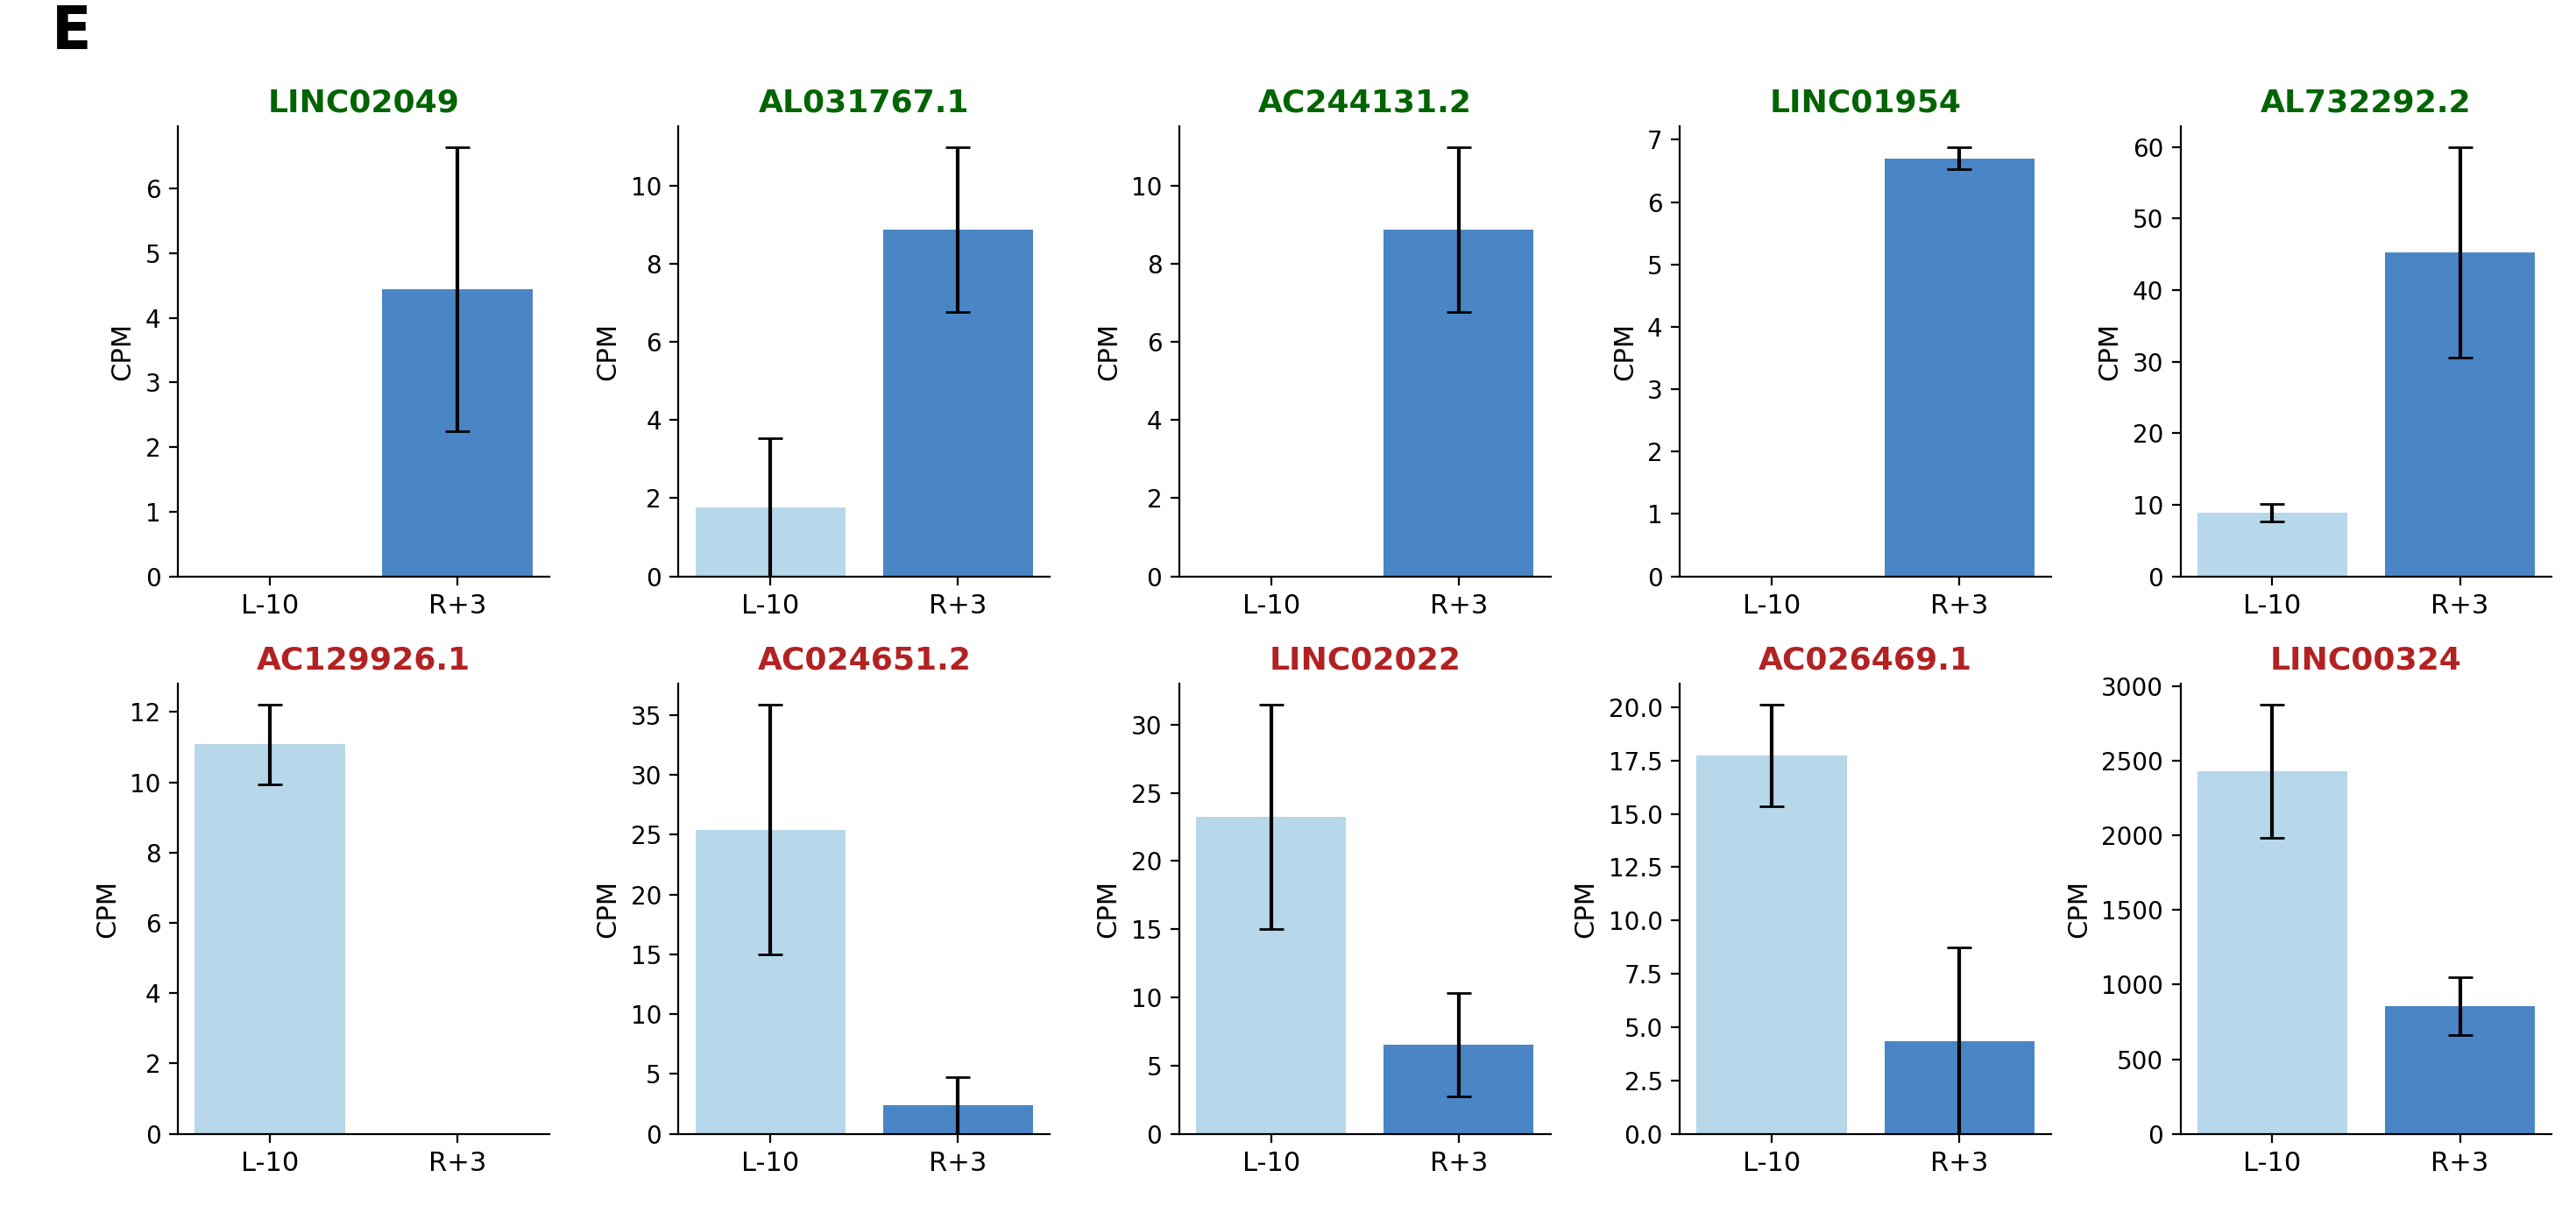 E
LINC02049
AL031767.1
AC244131.2
LINC01954
AL732292.2
CPM
6
5
4
3
2
1
0
L-10
R+3
CPM
10
8
6
4
2
0
L-10
R+3
CPM
10
8
6
4
2
0
L-10
R+3
CPM
7
6
5
4
3
2
1
0
L-10
R+3
CPM
60
50
40
30
20
10
0
L-10
R+3
AC129926.1
AC024651.2
LINC02022
AC026469.1
LINC00324
CPM
12
10
8
6
4
2
0
L-10
R+3
CPM
35
30
25
20
15
10
5
0
L-10
R+3
CPM
30
25
20
15
10
5
0
L-10
R+3
CPM
20.0
17.5
15.0
12.5
10.0
7.5
5.0
2.5
0.0
L-10
R+3
CPM
3000
2500
2000
1500
1000
500
0
L-10
R+3